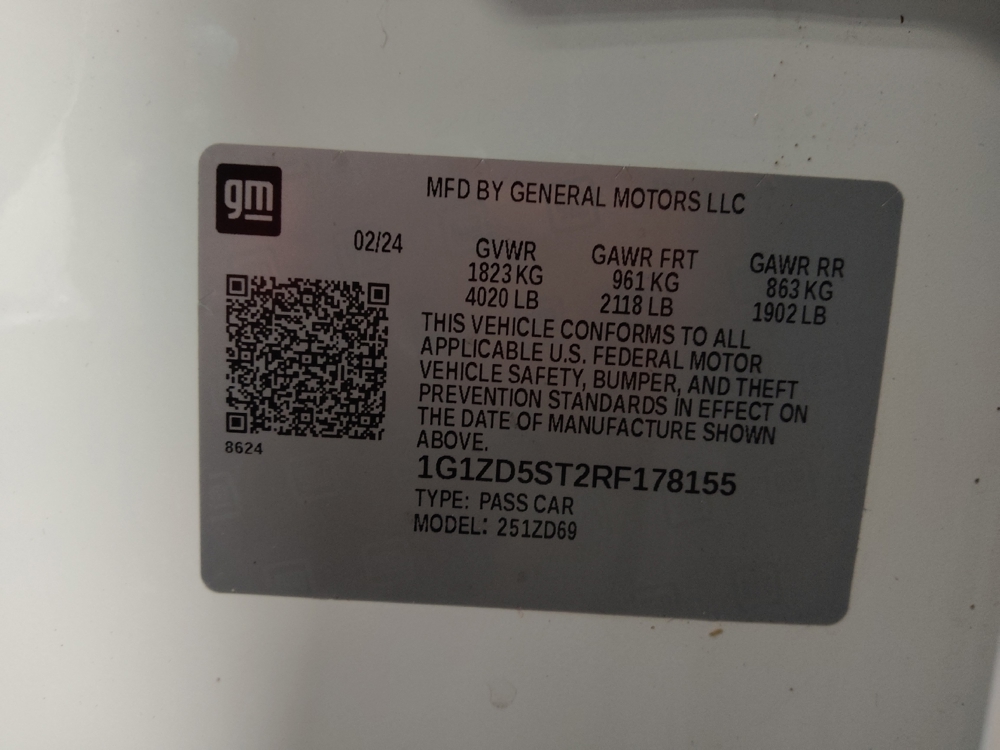 gm
MFD BY GENERAL MOTORS LLC
02/24
GVWR GAWR FRT GAWR RR
1823 KG 961 KG 863 KG
4020 LB 2118 LB 1902 LB
THIS VEHICLE CONFORMS TO ALL
APPLICABLE U.S. FEDERAL MOTOR
VEHICLE SAFETY, BUMPER, AND THEFT
PREVENTION STANDARDS IN EFFECT ON
THE DATE OF MANUFACTURE SHOWN
ABOVE.
8624
1G1ZD5ST2RF178155
TYPE: PASS CAR
MODEL: 251ZD69